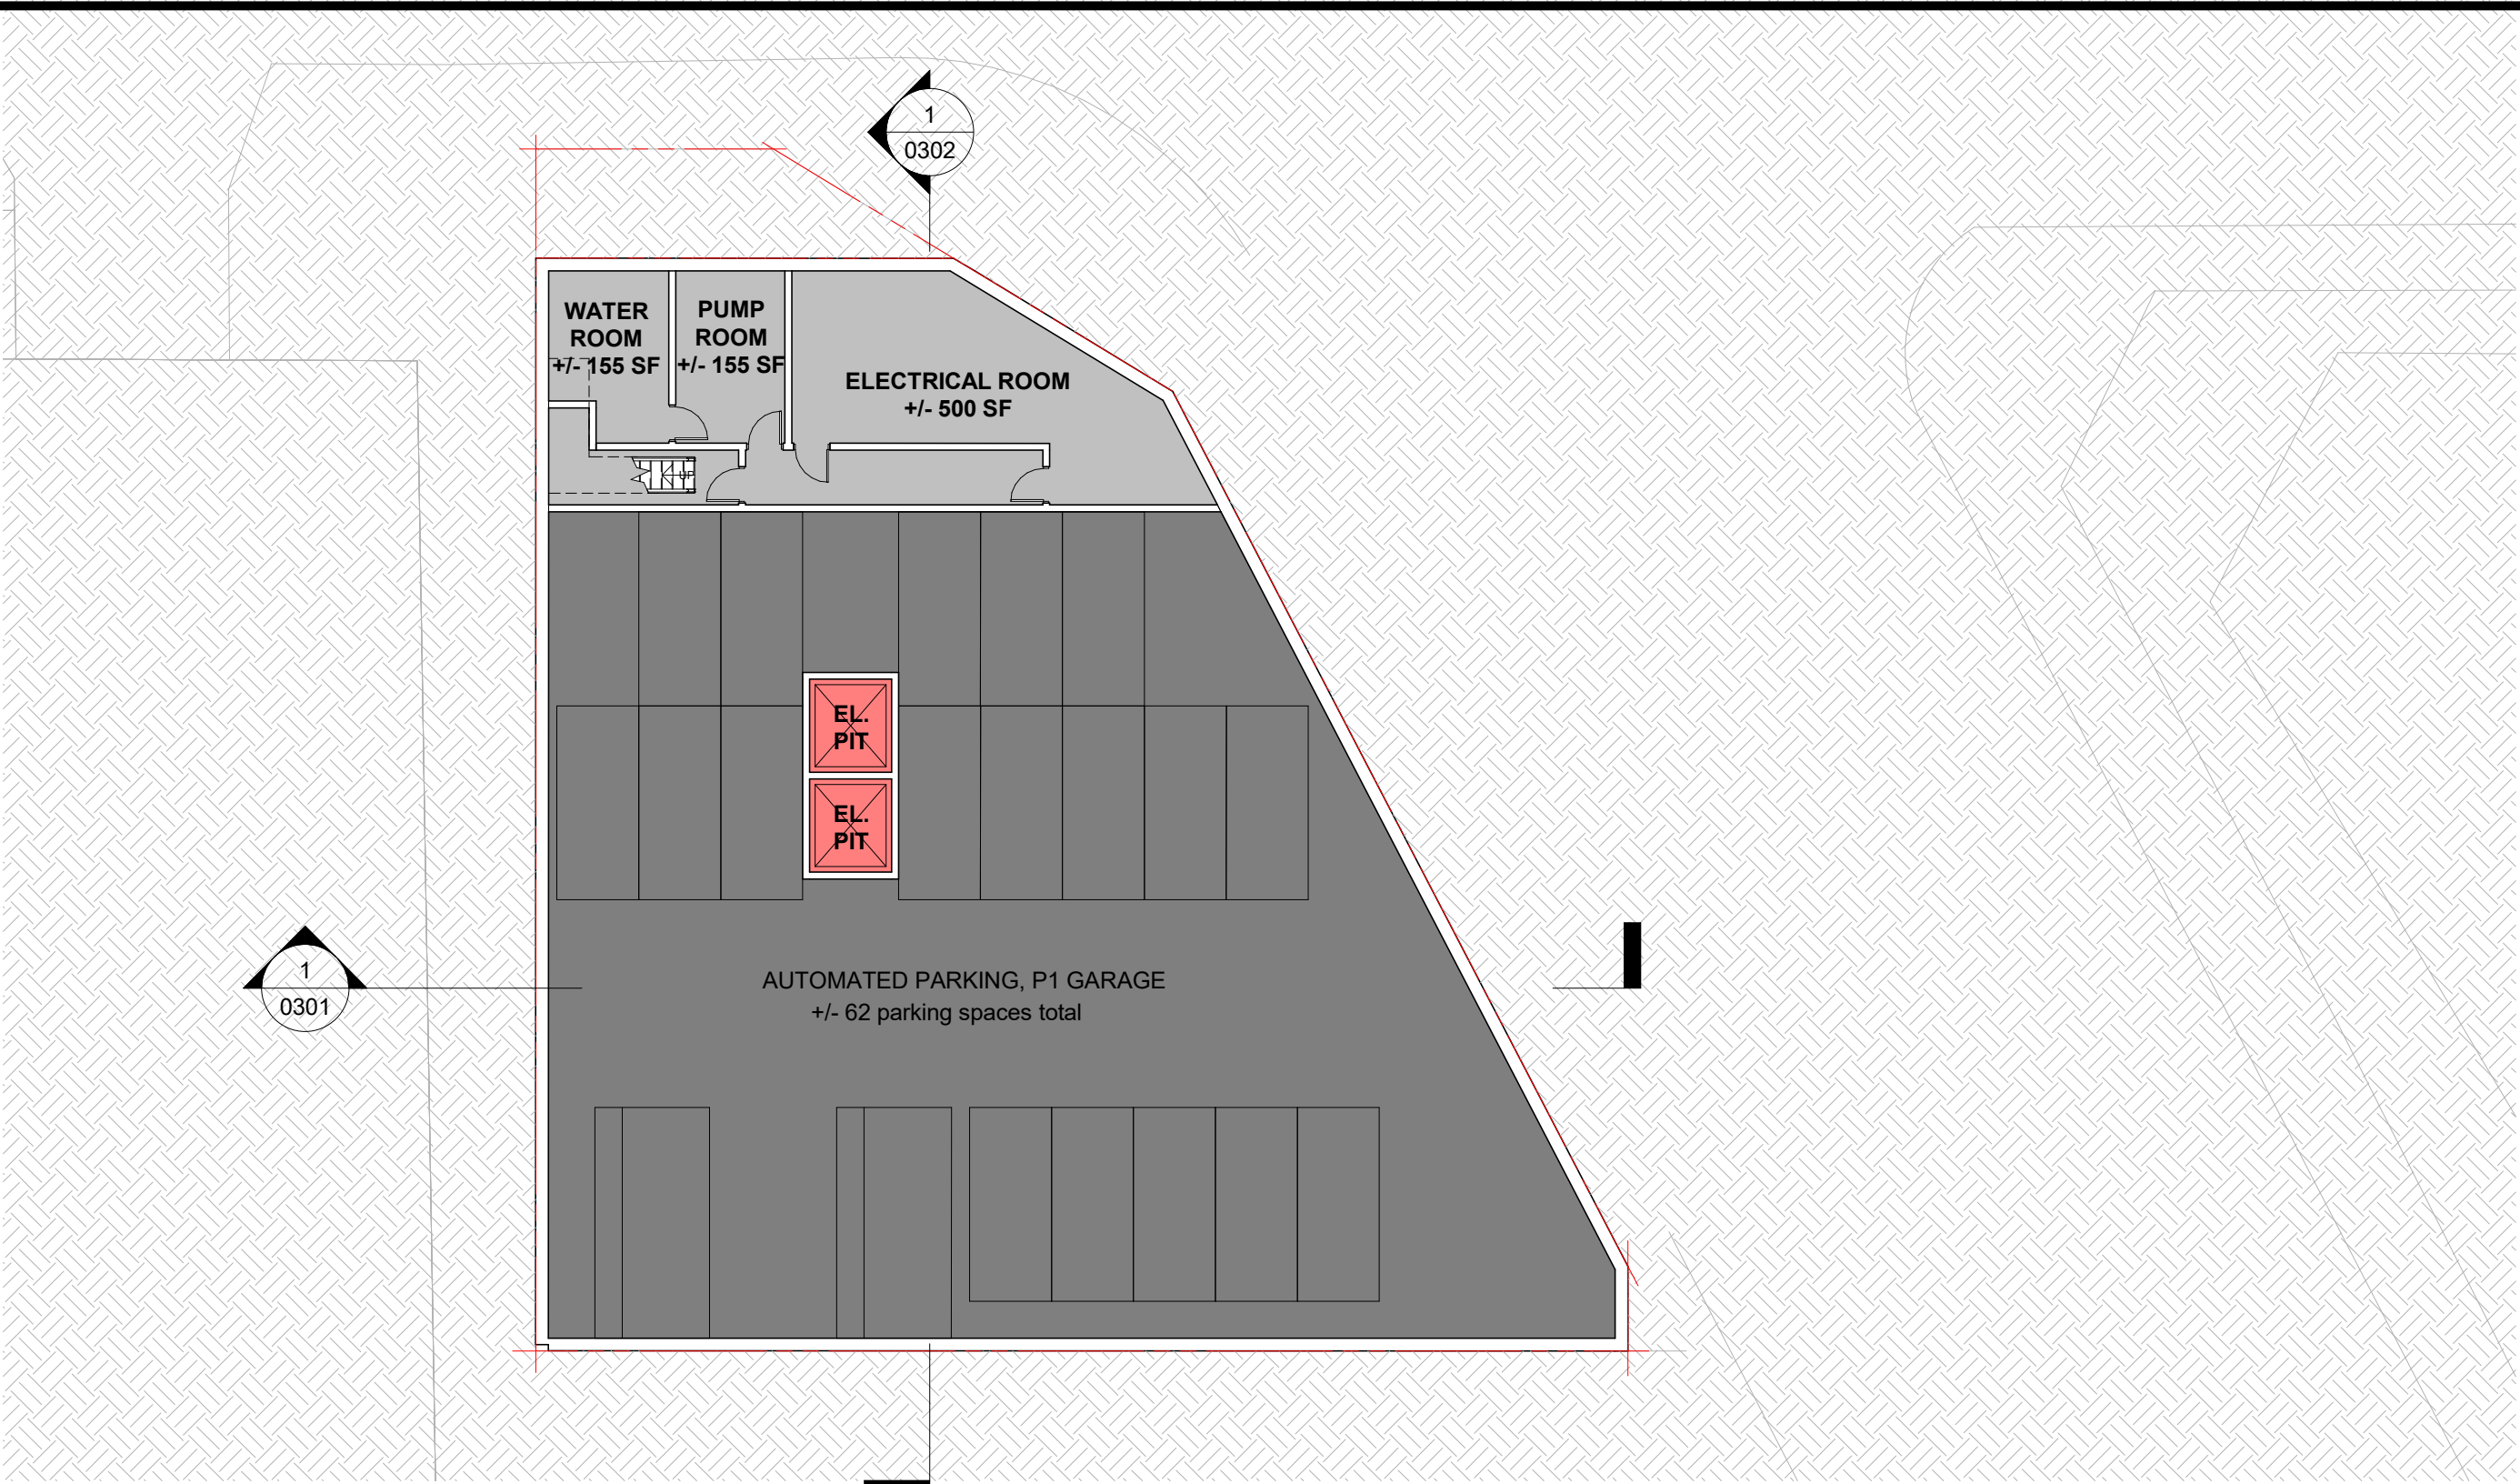 1
0302
WATER
ROOM
+/- 155 SF
PUMP
ROOM
+/- 155 SF
ELECTRICAL ROOM
+/- 500 SF
UP
EL.
PIT
EL.
PIT
1
0301
AUTOMATED PARKING, P1 GARAGE
+/- 62 parking spaces total